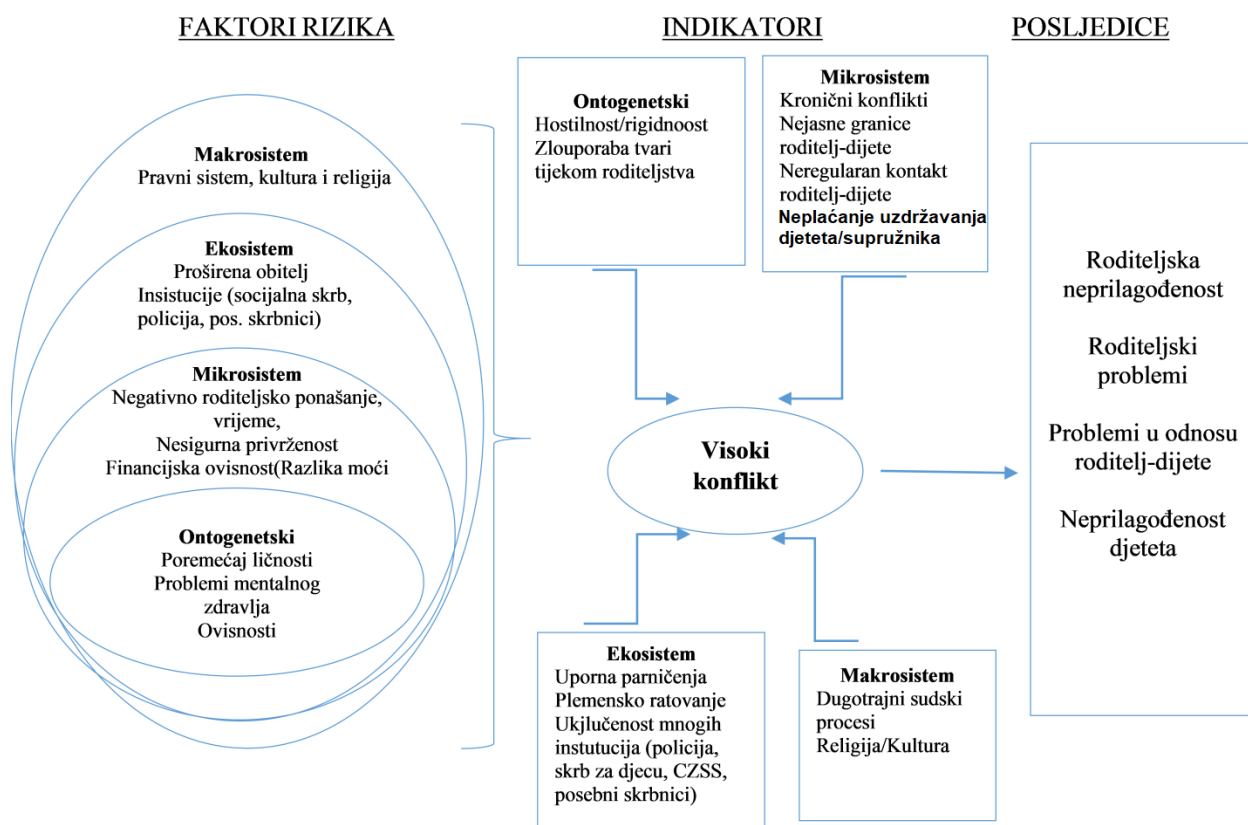 FAKTORI RIZIKA
INDIKATORI
POSLJEDICE
Makrosistem
Pravni sistem, kultura i religija
Ekosistem
Proširena obitelj
Insistucije (socijalna skrb,
policija, pos. skrbnici)
Mikrosistem
Negativno roditeljsko ponašanje,
vrijeme,
Nesigurna privrženost
Financijska ovisnost(Razlika moći
Ontogenetski
Poremećaj ličnosti
Problemi mentalnog
zdravlja
Ovisnosti
Ontogenetski
Hostilnost/rigidnoost
Zlouporaba tvari
tijekom roditeljstva
Mikrosistem
Kronični konflikti
Nejasne granice
roditelj-dijete
Neregularan kontakt
roditelj-dijete
Neplaćanje uzdržavanja
djeteta/supružnika
Visoki
konflikt
Ekosistem
Uporna parničenja
Plemensko ratovanje
Ukjlučenost mnogih
instutucija (policija,
skrb za djecu, CZSS,
posebni skrbnici)
Makrosistem
Dugotrajni sudski
procesi
Religija/Kultura
Roditeljska
neprilagođenost
Roditeljski
problemi
Problemi u odnosu
roditelj-dijete
Neprilagođenost
djeteta